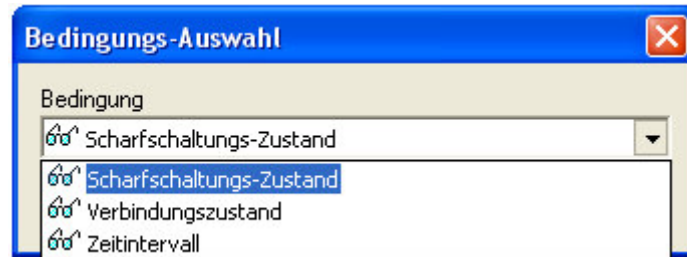 Bedingungs-Auswahl
Bedingung
Scharfschaltungs-Zustand
Scharfschaltungs-Zustand
Verbindungszustand
Zeitintervall